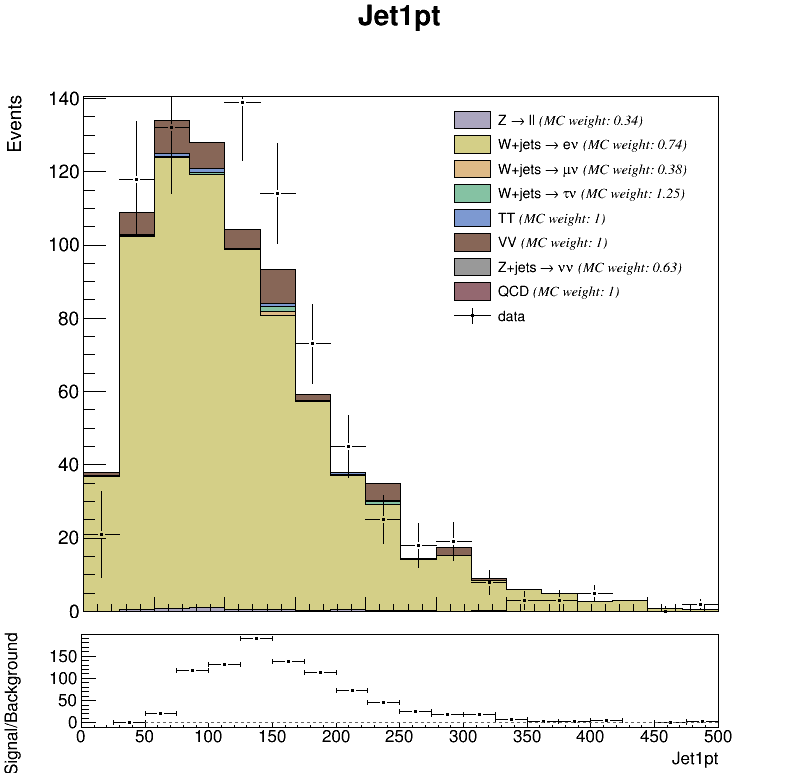 Jet1pt
Events
140
120
100
80
60
40
20
0
Z → ll (MC weight: 0.34)
W+jets → eν (MC weight: 0.74)
W+jets → μν (MC weight: 0.38)
W+jets → τν (MC weight: 1.25)
TT (MC weight: 1)
VV (MC weight: 1)
Z+jets → νν (MC weight: 0.63)
QCD (MC weight: 1)
data
Signal/Background
150
100
50
0
0 50 100 150 200 250 300 350 400 450 500
Jet1pt